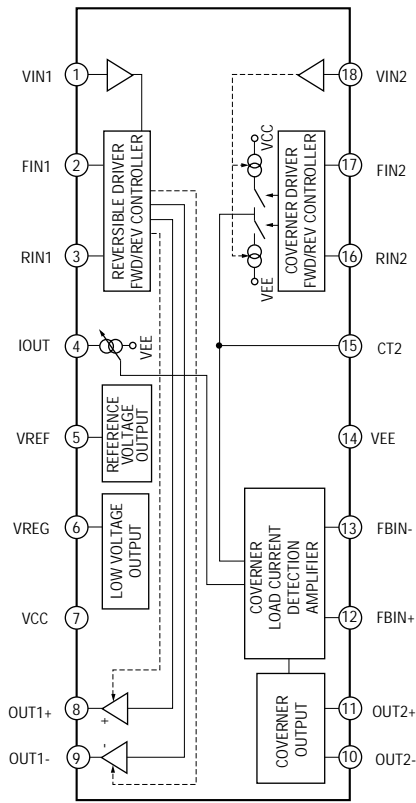 VIN1
1
18
VIN2
FIN1
2
REVERSIBLE DRIVER
FWD/REV CONTROLLER
VCC
COVERNER DRIVER
FWD/REV CONTROLLER
17
FIN2
RIN1
3
VEE
16
RIN2
IOUT
4
VEE
15
CT2
VREF
5
REFERENCE
VOLTAGE
OUTPUT
14
VEE
VREG
6
LOW VOLTAGE
OUTPUT
COVERNER
LOAD CURRENT
DETECTION
AMPLIFIER
13
FBIN-
VCC
7
12
FBIN+
OUT1+
8
+
COVERNER
OUTPUT
11
OUT2+
OUT1-
9
-
10
OUT2-